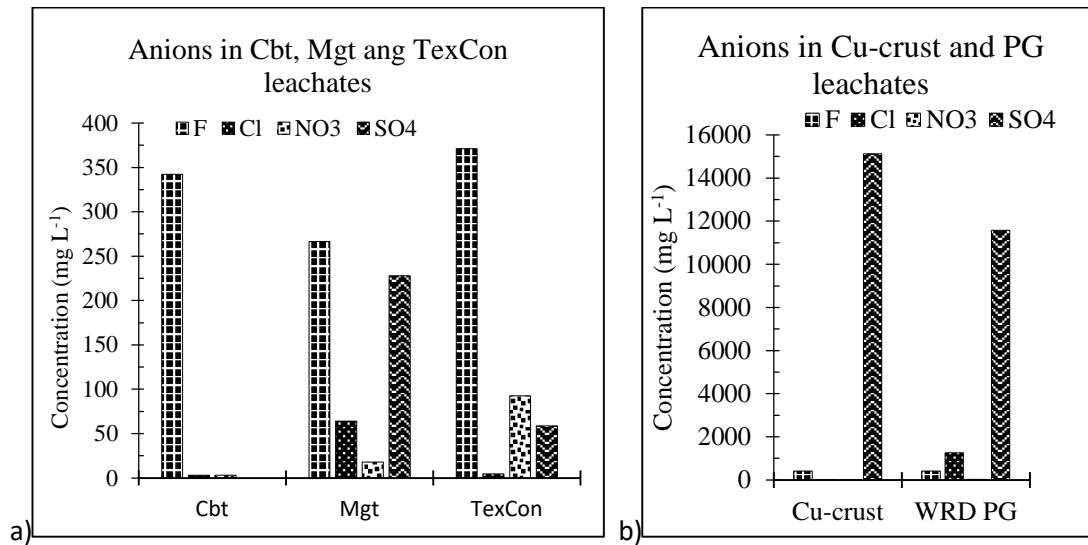 Anions in Cbt, Mgt ang TexCon
leachates
F Cl NO3 SO4
Concentration (mg L-1)
400
350
300
250
200
150
100
50
0
Cbt Mgt TexCon
a)
Anions in Cu-crust and PG
leachates
F Cl NO3 SO4
Concentration (mg L-1)
16000
14000
12000
10000
8000
6000
4000
2000
0
Cu-crust WRD PG
b)